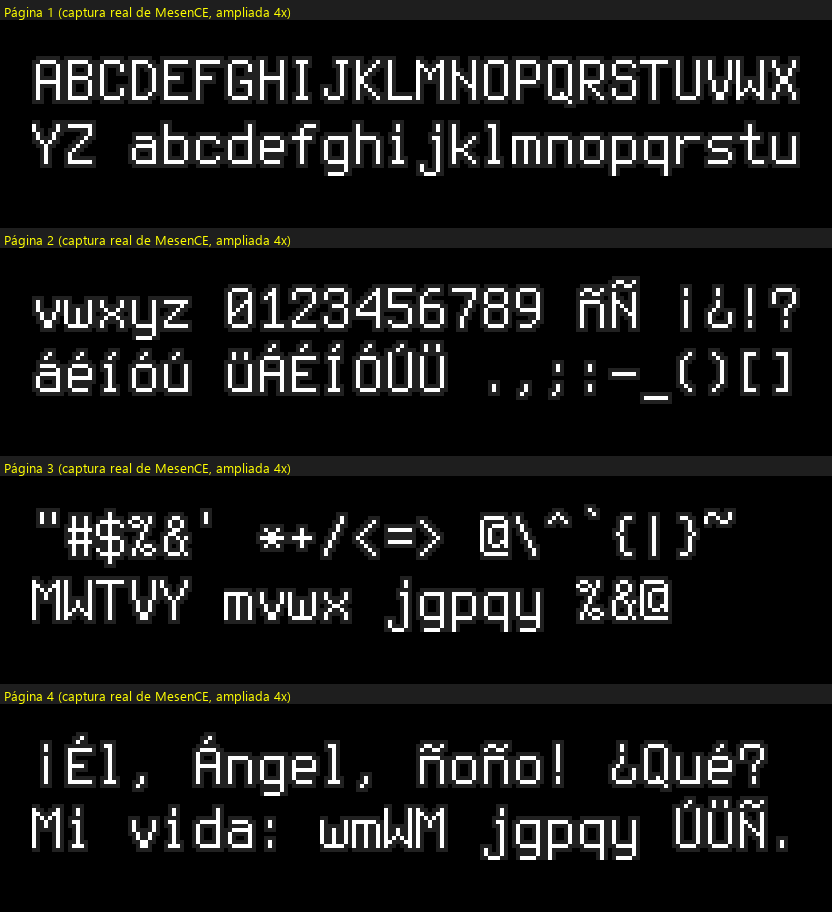 Página 1 (captura real de MesenCE, ampliada 4x)
ABCDEFGHIJKLMNOPQRSTUVWX
YZ abcdefghijklmnopqrstu
Página 2 (captura real de MesenCE, ampliada 4x)
vwxyz 0123456789 ñÑ ¡¿!?
áéíóú üÁÉÍÓÚÜ .,;:-_()[]
Página 3 (captura real de MesenCE, ampliada 4x)
"#$%&' *+/<=> @\^`{|}~
MWTVY mvwx jgpqy %&@
Página 4 (captura real de MesenCE, ampliada 4x)
¡Él, Ángel, ñoño! ¿Qué?
Mi vida: wmWM jgpqy ÚÜÑ.